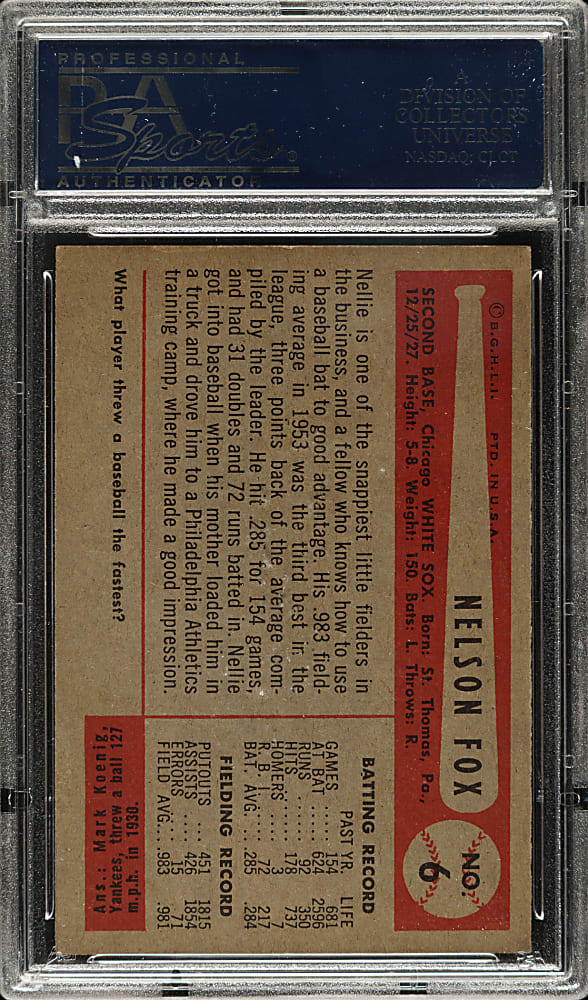 PROFESSIONAL
PSA
Sports®
AUTHENTICATOR
A
DIVISION OF
COLLECTORS
UNIVERSE
NASDAQ: CLCT
© B.G.H.L.I. PTD. IN U.S.A.
NELSON FOX
NO:
6
SECOND BASE, Chicago WHITE SOX. Born: St. Thomas, Pa.,
12/25/27. Height: 5-8. Weight: 150. Bats: L. Throws: R.
Nellie is one of the snappiest little fielders in
the business, and a fellow who knows how to use
a baseball bat to good advantage. His .983 field-
ing average in 1953 was the third best in the
league, three points back of the average com-
piled by the leader. He hit .285 for 154 games,
and had 31 doubles and 72 runs batted in. Nellie
got into baseball when his mother loaded him in
a truck and drove him to a Philadelphia Athletics
training camp, where he made a good impression.
BATTING RECORD
PAST YR. LIFE
GAMES .... 154 681
AT BAT .... 624 2596
RUNS ..... 92 350
HITS ...... 178 737
HOMERS ... 3 7
R. B. I. .... 72 217
BAT. AVG. .. .285 .284
FIELDING RECORD
PUTOUTS .... 451 1815
ASSISTS ..... 426 1854
ERRORS ..... 15 71
FIELD AVG... .983 .981
What player threw a baseball the fastest?
Ans.: Mark Koenig,
Yankees, threw a ball 127
m.p.h. in 1930.